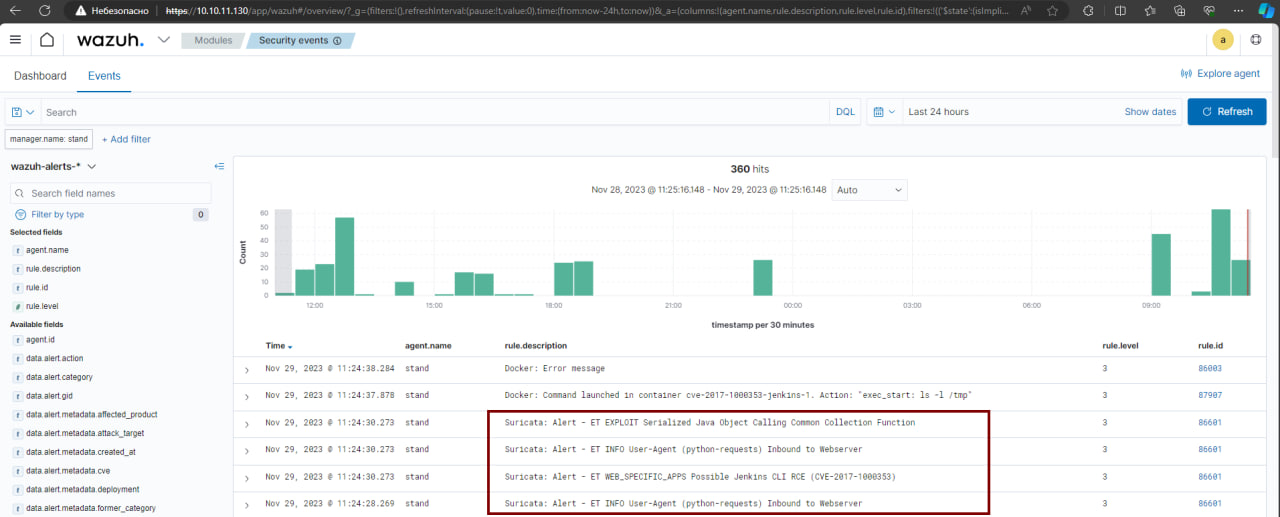 Небезопасно https://10.10.11.130/app/wazuh#/overview/?_g=(filters:!(),refreshInterval:(pause:!t,value:0),time:(from:now-24h,to:now))&_a=(columns:!(agent.name,rule.description,rule.level,rule.id),filters:!(('$state':(isImpli...
wazuh. Modules Security events a
Dashboard Events Explore agent
Search DQL Last 24 hours Show dates Refresh
manager.name: stand + Add filter
wazuh-alerts-*
Search field names
Filter by type 0
Selected fields
t agent.name
t rule.description
t rule.id
# rule.level
Available fields
t agent.id
t data.alert.action
t data.alert.category
t data.alert.gid
t data.alert.metadata.affected_product
t data.alert.metadata.attack_target
t data.alert.metadata.created_at
t data.alert.metadata.cve
t data.alert.metadata.deployment
t data.alert.metadata.former_category
360 hits
Nov 28, 2023 @ 11:25:16.148 - Nov 29, 2023 @ 11:25:16.148 Auto
Count
60
50
40
30
20
10
0
12:00 15:00 18:00 21:00 00:00 03:00 06:00 09:00
timestamp per 30 minutes
Time agent.name rule.description rule.level rule.id
Nov 29, 2023 @ 11:24:38.284 stand Docker: Error message 3 86003
Nov 29, 2023 @ 11:24:37.878 stand Docker: Command launched in container cve-2017-1000353-jenkins-1. Action: "exec_start: ls -l /tmp" 3 87907
Nov 29, 2023 @ 11:24:30.273 stand Suricata: Alert - ET EXPLOIT Serialized Java Object Calling Common Collection Function 3 86601
Nov 29, 2023 @ 11:24:30.273 stand Suricata: Alert - ET INFO User-Agent (python-requests) Inbound to Webserver 3 86601
Nov 29, 2023 @ 11:24:30.273 stand Suricata: Alert - ET WEB_SPECIFIC_APPS Possible Jenkins CLI RCE (CVE-2017-1000353) 3 86601
Nov 29, 2023 @ 11:24:28.269 stand Suricata: Alert - ET INFO User-Agent (python-requests) Inbound to Webserver 3 86601